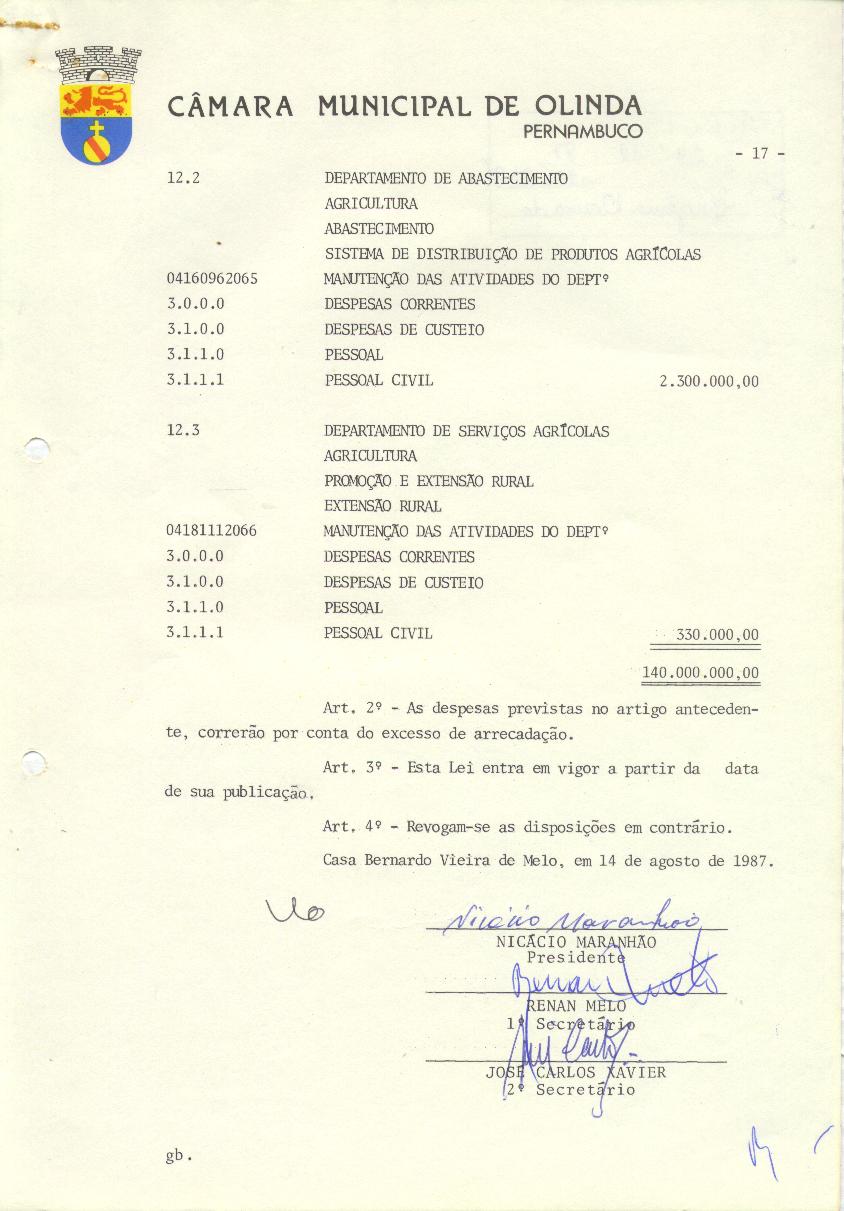 CÂMARA MUNICIPAL DE OLINDA
PERNAMBUCO
- 17 -
12.2 DEPARTAMENTO DE ABASTECIMENTO
AGRICULTURA
ABASTECIMENTO
SISTEMA DE DISTRIBUIÇÃO DE PRODUTOS AGRÍCOLAS
04160962065 MANUTENÇÃO DAS ATIVIDADES DO DEPTº
3.0.0.0 DESPESAS CORRENTES
3.1.0.0 DESPESAS DE CUSTEIO
3.1.1.0 PESSOAL
3.1.1.1 PESSOAL CIVIL 2.300.000,00
12.3 DEPARTAMENTO DE SERVIÇOS AGRÍCOLAS
AGRICULTURA
PROMOÇÃO E EXTENSÃO RURAL
EXTENSÃO RURAL
04181112066 MANUTENÇÃO DAS ATIVIDADES DO DEPTº
3.0.0.0 DESPESAS CORRENTES
3.1.0.0 DESPESAS DE CUSTEIO
3.1.1.0 PESSOAL
3.1.1.1 PESSOAL CIVIL 330.000,00
140.000.000,00
Art. 2º - As despesas previstas no artigo anteceden-
te, correrão por conta do excesso de arrecadação.
Art. 3º - Esta Lei entra em vigor a partir da data
de sua publicação.
Art. 4º - Revogam-se as disposições em contrário.
Casa Bernardo Vieira de Melo, em 14 de agosto de 1987.
Nicácio Maranhão
NICÁCIO MARANHÃO
Presidente
Renan
RENAN MELO
1º Secretário
JOSÉ CARLOS XAVIER
2º Secretário
gb.